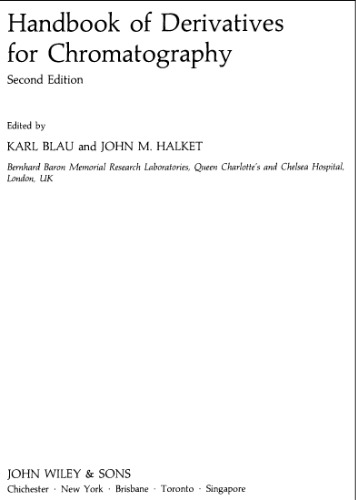 Handbook of Derivatives
for Chromatography
Second Edition
Edited by
KARL BLAU and JOHN M. HALKET
Bernhard Baron Memorial Research Laboratories, Queen Charlotte's and Chelsea Hospital,
London, UK
JOHN WILEY & SONS
Chichester · New York · Brisbane · Toronto · Singapore